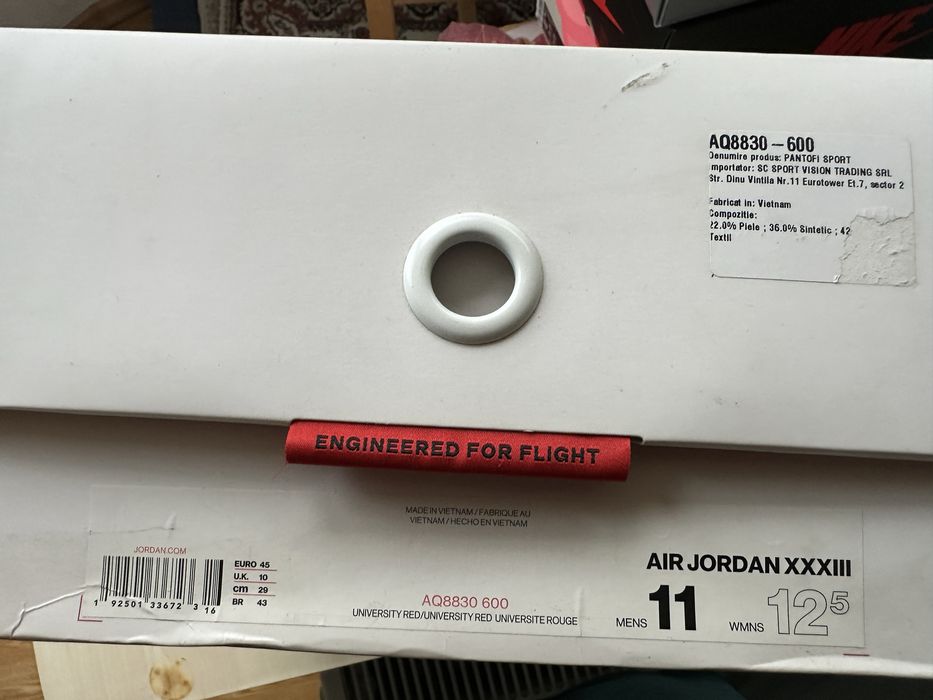 NIKE
AQ8830 – 600
Denumire produs: PANTOFI SPORT
mportator: SC SPORT VISION TRADING SRL
Str. Dinu Vintila Nr.11 Eurotower Et.7, sector 2
Fabricat in: Vietnam
Compozitie:
22.0% Piele ; 36.0% Sintetic ; 42
Textil
ENGINEERED FOR FLIGHT
MADE IN VIETNAM / FABRIQUE AU
VIETNAM / HECHO EN VIETNAM
JORDAN.COM
1 92501 33672 3 16
EURO 45
U.K. 10
cm 29
BR 43
AQ8830 600
UNIVERSITY RED/UNIVERSITY RED UNIVERSITE ROUGE
AIR JORDAN XXXIII
MENS 11 WMNS 12⁵